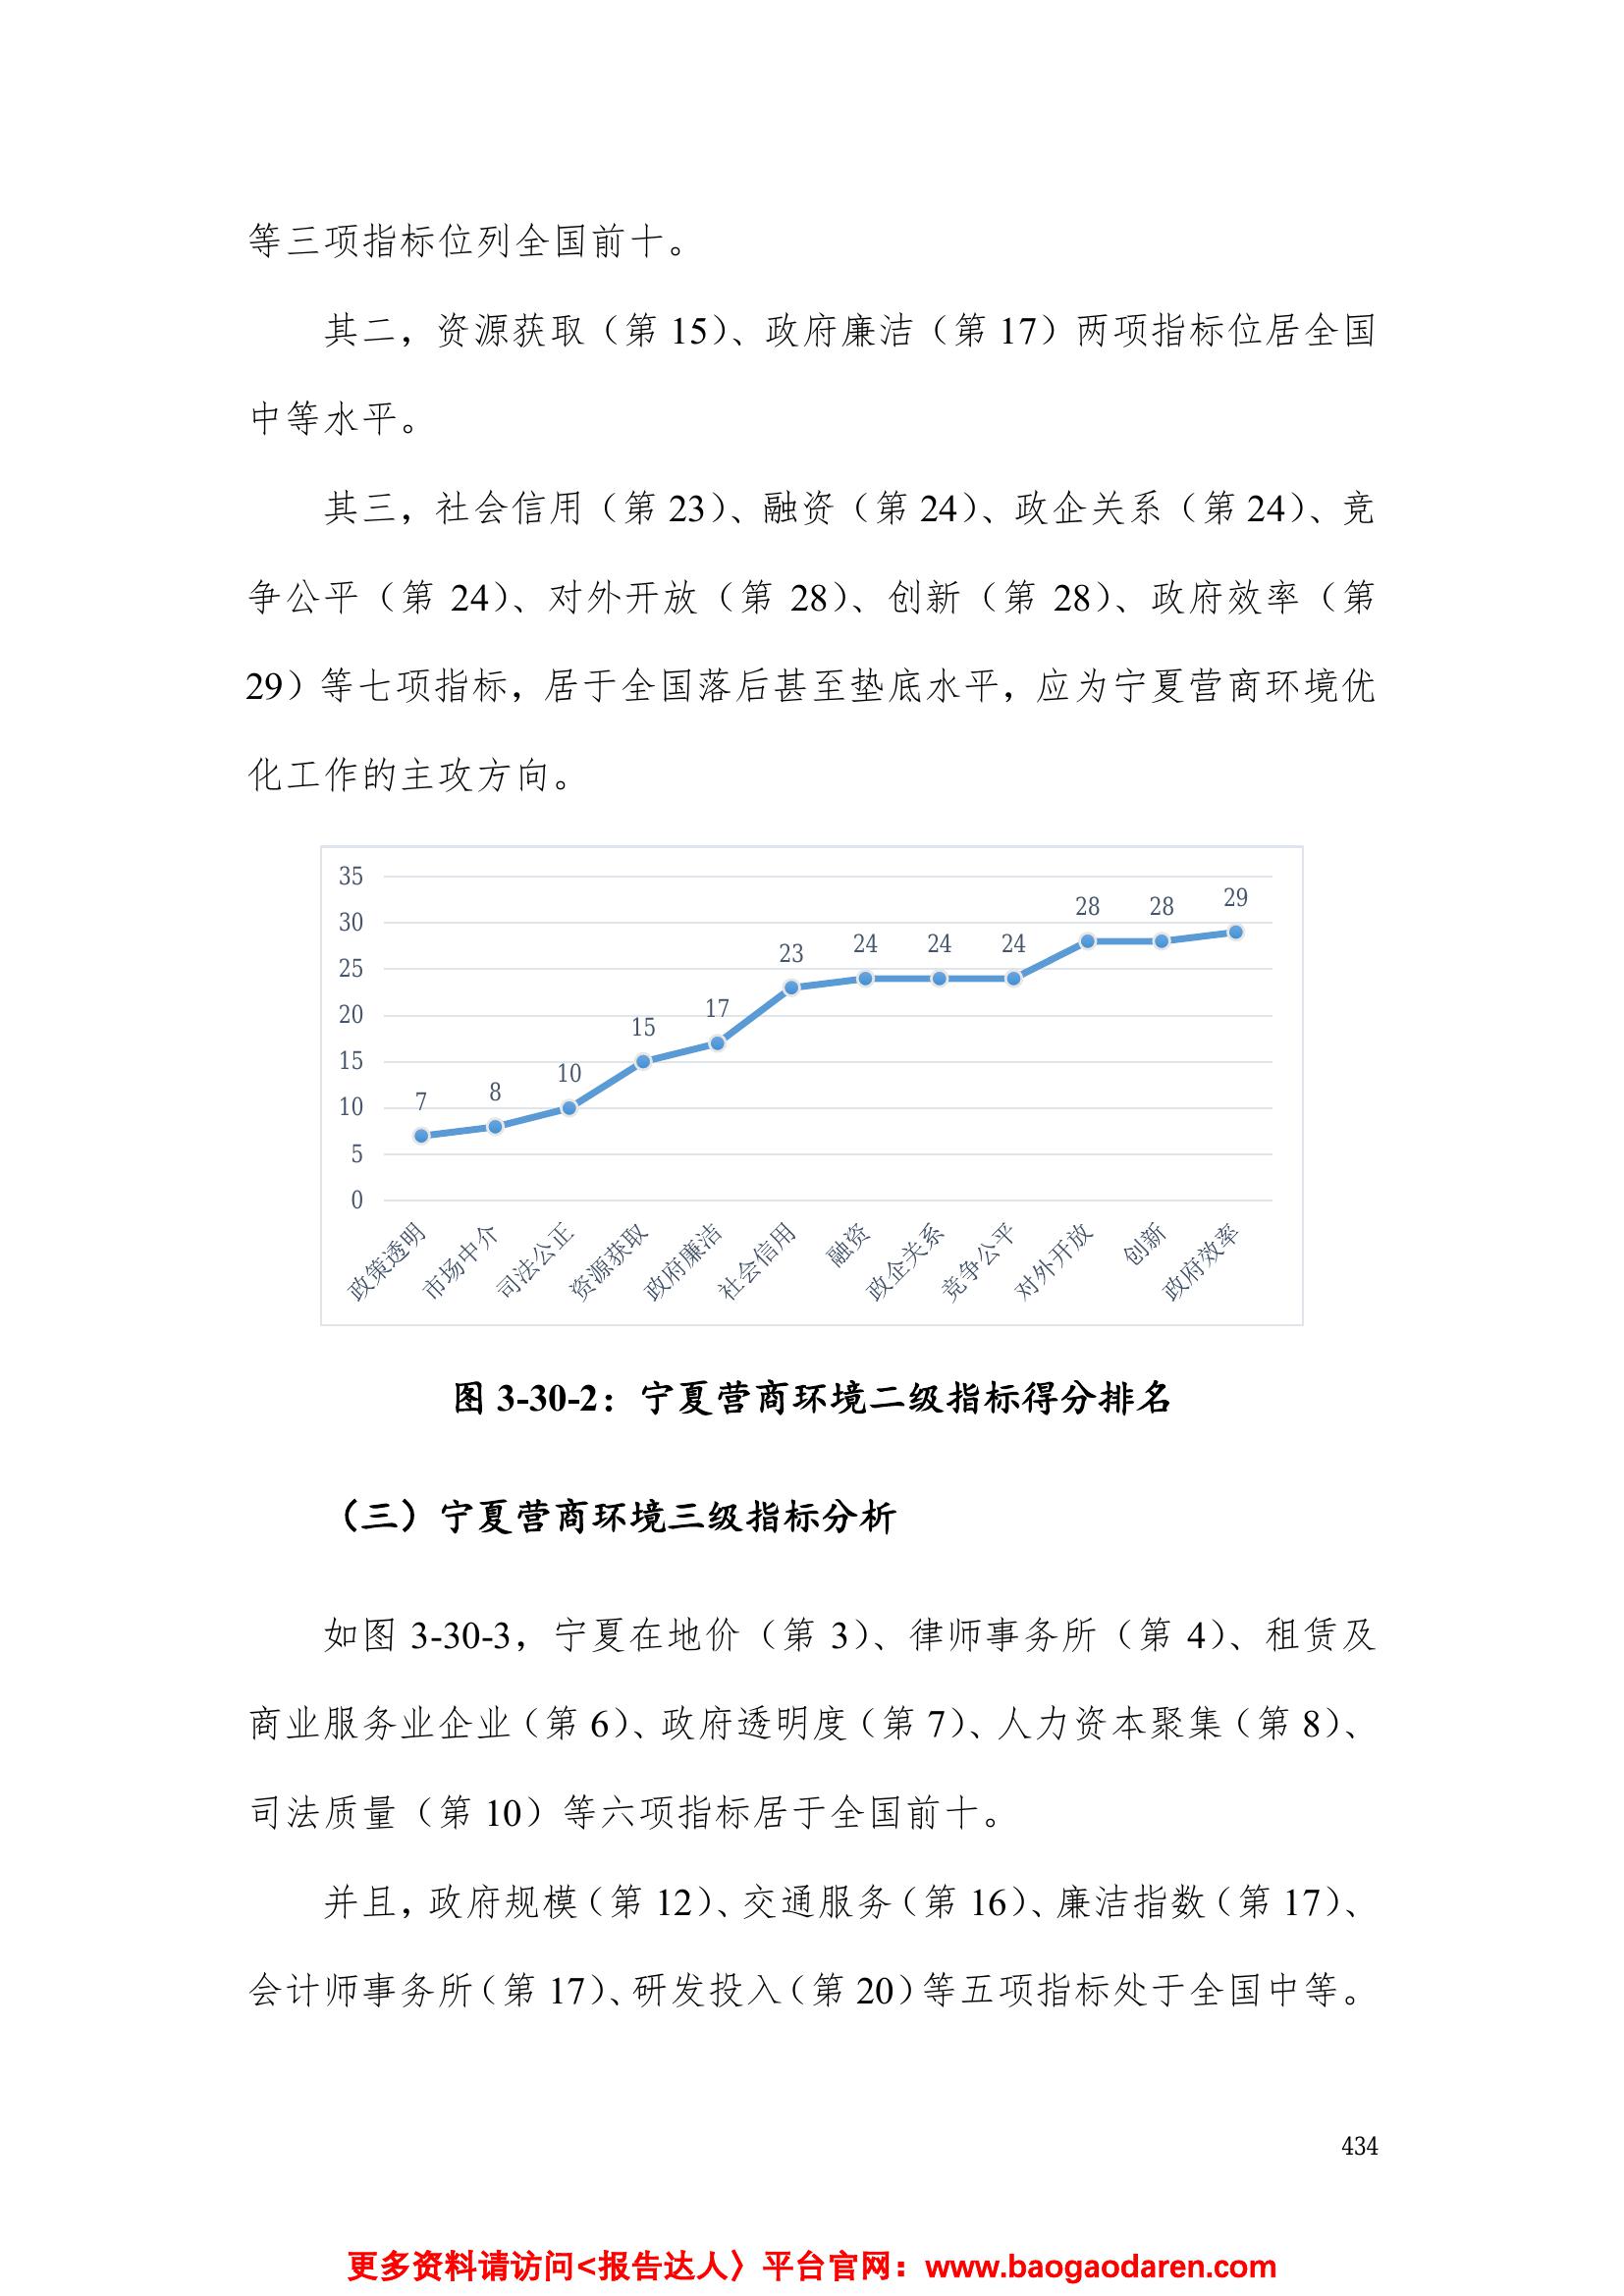 等三项指标位列全国前十。
其二，资源获取（第 15）、政府廉洁（第 17）两项指标位居全国
中等水平。
其三，社会信用（第 23）、融资（第 24）、政企关系（第 24）、竞
争公平（第 24）、对外开放（第 28）、创新（第 28）、政府效率（第
29）等七项指标，居于全国落后甚至垫底水平，应为宁夏营商环境优
化工作的主攻方向。
35
30
25
20
15
10
5
0
7
8
10
15
17
23
24
24
24
28
28
29
政策透明
市场中介
司法公正
资源获取
政府廉洁
社会信用
融资
政企关系
竞争公平
对外开放
创新
政府效率
图 3-30-2：宁夏营商环境二级指标得分排名
（三）宁夏营商环境三级指标分析
如图 3-30-3，宁夏在地价（第 3）、律师事务所（第 4）、租赁及
商业服务业企业（第 6）、政府透明度（第 7）、人力资本聚集（第 8）、
司法质量（第 10）等六项指标居于全国前十。
并且，政府规模（第 12）、交通服务（第 16）、廉洁指数（第 17）、
会计师事务所（第 17）、研发投入（第 20）等五项指标处于全国中等。
434
更多资料请访问<报告达人〉平台官网：www.baogaodaren.com